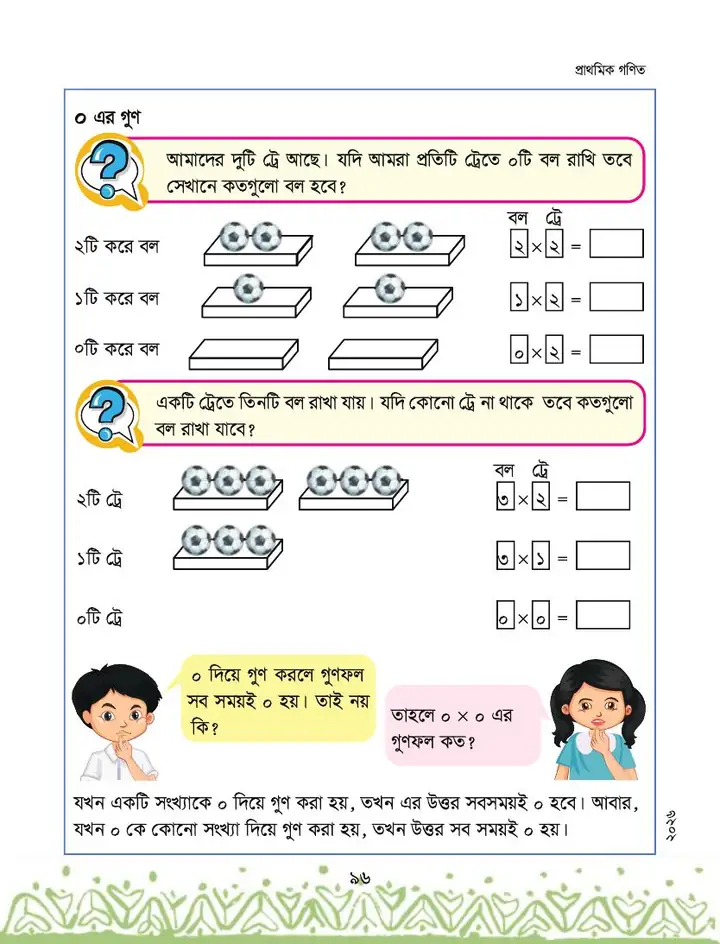 প্রাথমিক গণিত
০ এর গুণ
আমাদের দুটি ট্রে আছে। যদি আমরা প্রতিটি ট্রেতে ০টি বল রাখি তবে
সেখানে কতগুলো বল হবে?
বল ট্রে
২টি করে বল ২ × ২ =
১টি করে বল ১ × ২ =
০টি করে বল ০ × ২ =
একটি ট্রেতে তিনটি বল রাখা যায়। যদি কোনো ট্রে না থাকে তবে কতগুলো
বল রাখা যাবে?
বল ট্রে
২টি ট্রে ৩ × ২ =
১টি ট্রে ৩ × ১ =
০টি ট্রে ০ × ০ =
০ দিয়ে গুণ করলে গুণফল
সব সময়ই ০ হয়। তাই নয়
কি?
তাহলে ০ × ০ এর
গুণফল কত?
যখন একটি সংখ্যাকে ০ দিয়ে গুণ করা হয়, তখন এর উত্তর সবসময়ই ০ হবে। আবার,
যখন ০ কে কোনো সংখ্যা দিয়ে গুণ করা হয়, তখন উত্তর সব সময়ই ০ হয়।
২০২৬
৯৬